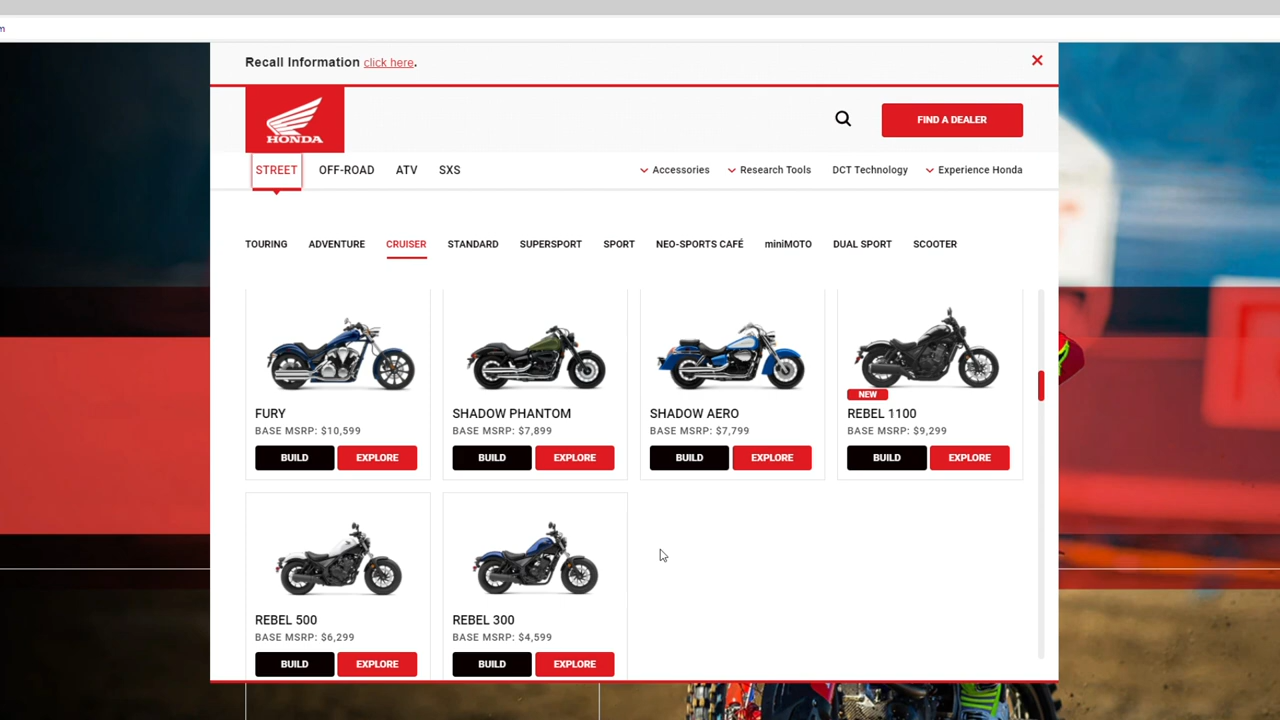 m
Recall Information click here.
HONDA
FIND A DEALER
STREET OFF-ROAD ATV SXS Accessories Research Tools DCT Technology Experience Honda
TOURING ADVENTURE CRUISER STANDARD SUPERSPORT SPORT NEO-SPORTS CAFÉ miniMOTO DUAL SPORT SCOOTER
NEW
FURY SHADOW PHANTOM SHADOW AERO REBEL 1100
BASE MSRP: $10,599 BASE MSRP: $7,899 BASE MSRP: $7,799 BASE MSRP: $9,299
BUILD EXPLORE BUILD EXPLORE BUILD EXPLORE BUILD EXPLORE
REBEL 500 REBEL 300
BASE MSRP: $6,299 BASE MSRP: $4,599
BUILD EXPLORE BUILD EXPLORE